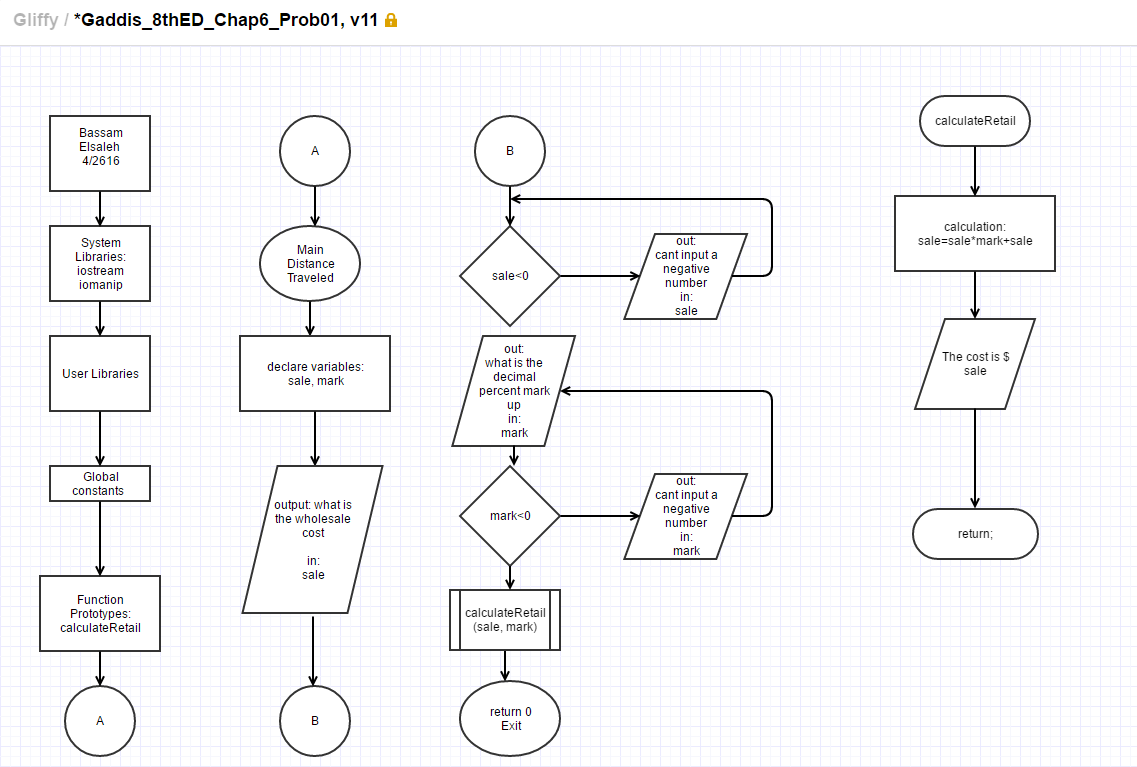 Gliffy / *Gaddis_8thED_Chap6_Prob01, v11
Bassam
Elsaleh
4/2616
System
Libraries:
iostream
iomanip
User Libraries
Global
constants
Function
Prototypes:
calculateRetail
A
A
Main
Distance
Traveled
declare variables:
sale, mark
output: what is
the wholesale
cost
in:
sale
B
B
sale<0
out:
cant input a
negative
number
in:
sale
out:
what is the
decimal
percent mark
up
in:
mark
mark<0
out:
cant input a
negative
number
in:
mark
calculateRetail
(sale, mark)
return 0
Exit
calculateRetail
calculation:
sale=sale*mark+sale
The cost is $
sale
return;